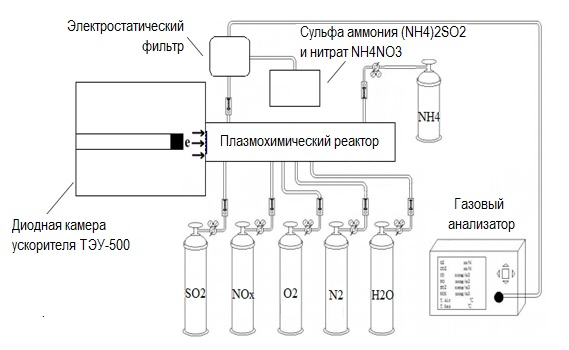 Электростатический
фильтр
Сульфа аммония (NH4)2SO2
и нитрат NH4NO3
NH4
e
Плазмохимический реактор
Диодная камера
ускорителя ТЭУ-500
Газовый
анализатор
SO2
NOx
O2
N2
H2O